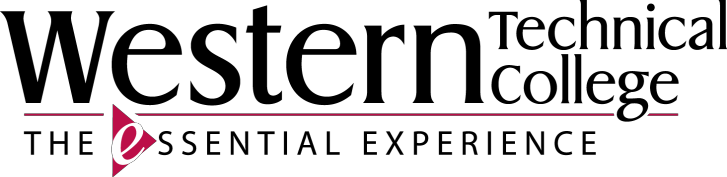 Western Technical College
THE eSSENTIAL EXPERIENCE